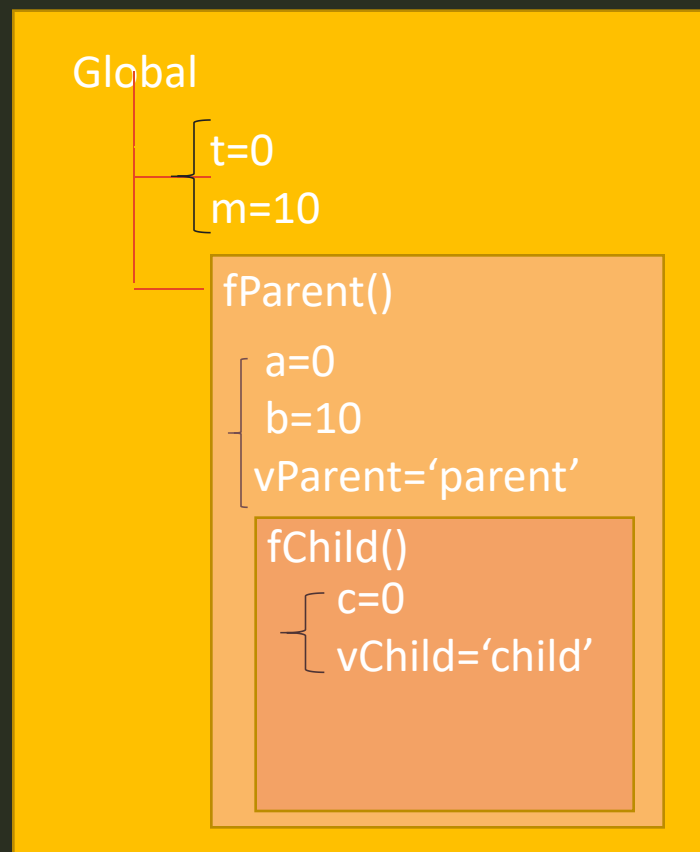 Global
t=0
m=10
fParent()
a=0
b=10
vParent=‘parent’
fChild()
c=0
vChild=‘child’